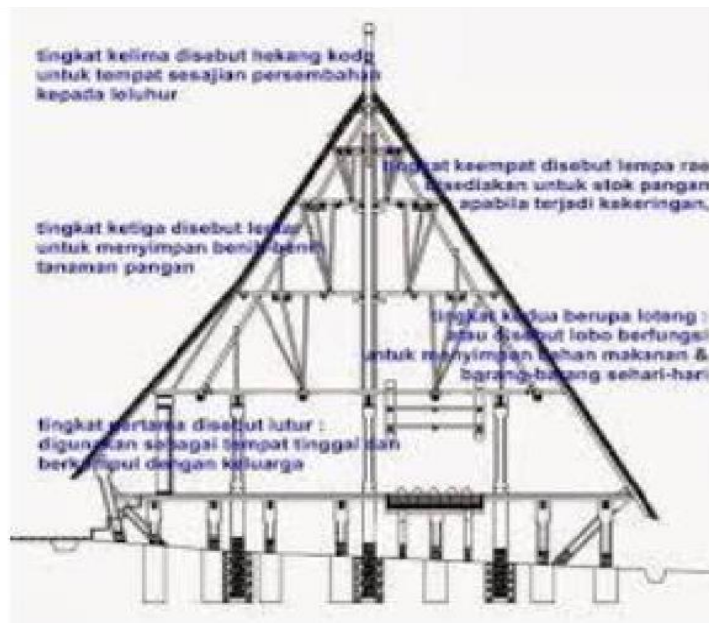 tingkat kelima disebut hekang kode
untuk tempat sesajian persembahan
kepada leluhur
tingkat keempat disebut lempa rae
disediakan untuk stok pangan
apabila terjadi kekeringan,
tingkat ketiga disebut lentar
untuk menyimpan benih-benih
tanaman pangan
tingkat kedua berupa loteng :
atau disebut lobo berfungsi
untuk menyimpan bahan makanan &
barang-barang sehari-hari
tingkat pertama disebut lutur :
digunakan sebagai tempat tinggal dan
berkumpul dengan keluarga